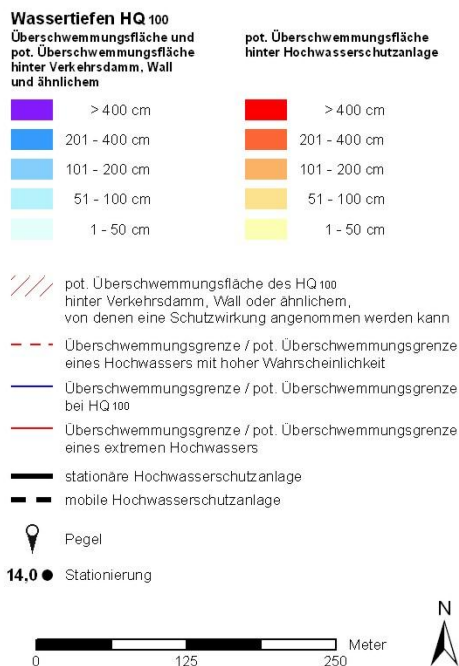 Wassertiefen HQ 100
Überschwemmungsfläche und
pot. Überschwemmungsfläche
hinter Verkehrsdamm, Wall
und ähnlichem
> 400 cm
201 - 400 cm
101 - 200 cm
51 - 100 cm
1 - 50 cm
pot. Überschwemmungsfläche
hinter Hochwasserschutzanlage
> 400 cm
201 - 400 cm
101 - 200 cm
51 - 100 cm
1 - 50 cm
pot. Überschwemmungsfläche des HQ 100
hinter Verkehrsdamm, Wall oder ähnlichem,
von denen eine Schutzwirkung angenommen werden kann
Überschwemmungsgrenze / pot. Überschwemmungsgrenze
eines Hochwassers mit hoher Wahrscheinlichkeit
Überschwemmungsgrenze / pot. Überschwemmungsgrenze
bei HQ 100
Überschwemmungsgrenze / pot. Überschwemmungsgrenze
eines extremen Hochwassers
stationäre Hochwasserschutzanlage
mobile Hochwasserschutzanlage
Pegel
14,0 ● Stationierung
N
Meter
0 125 250